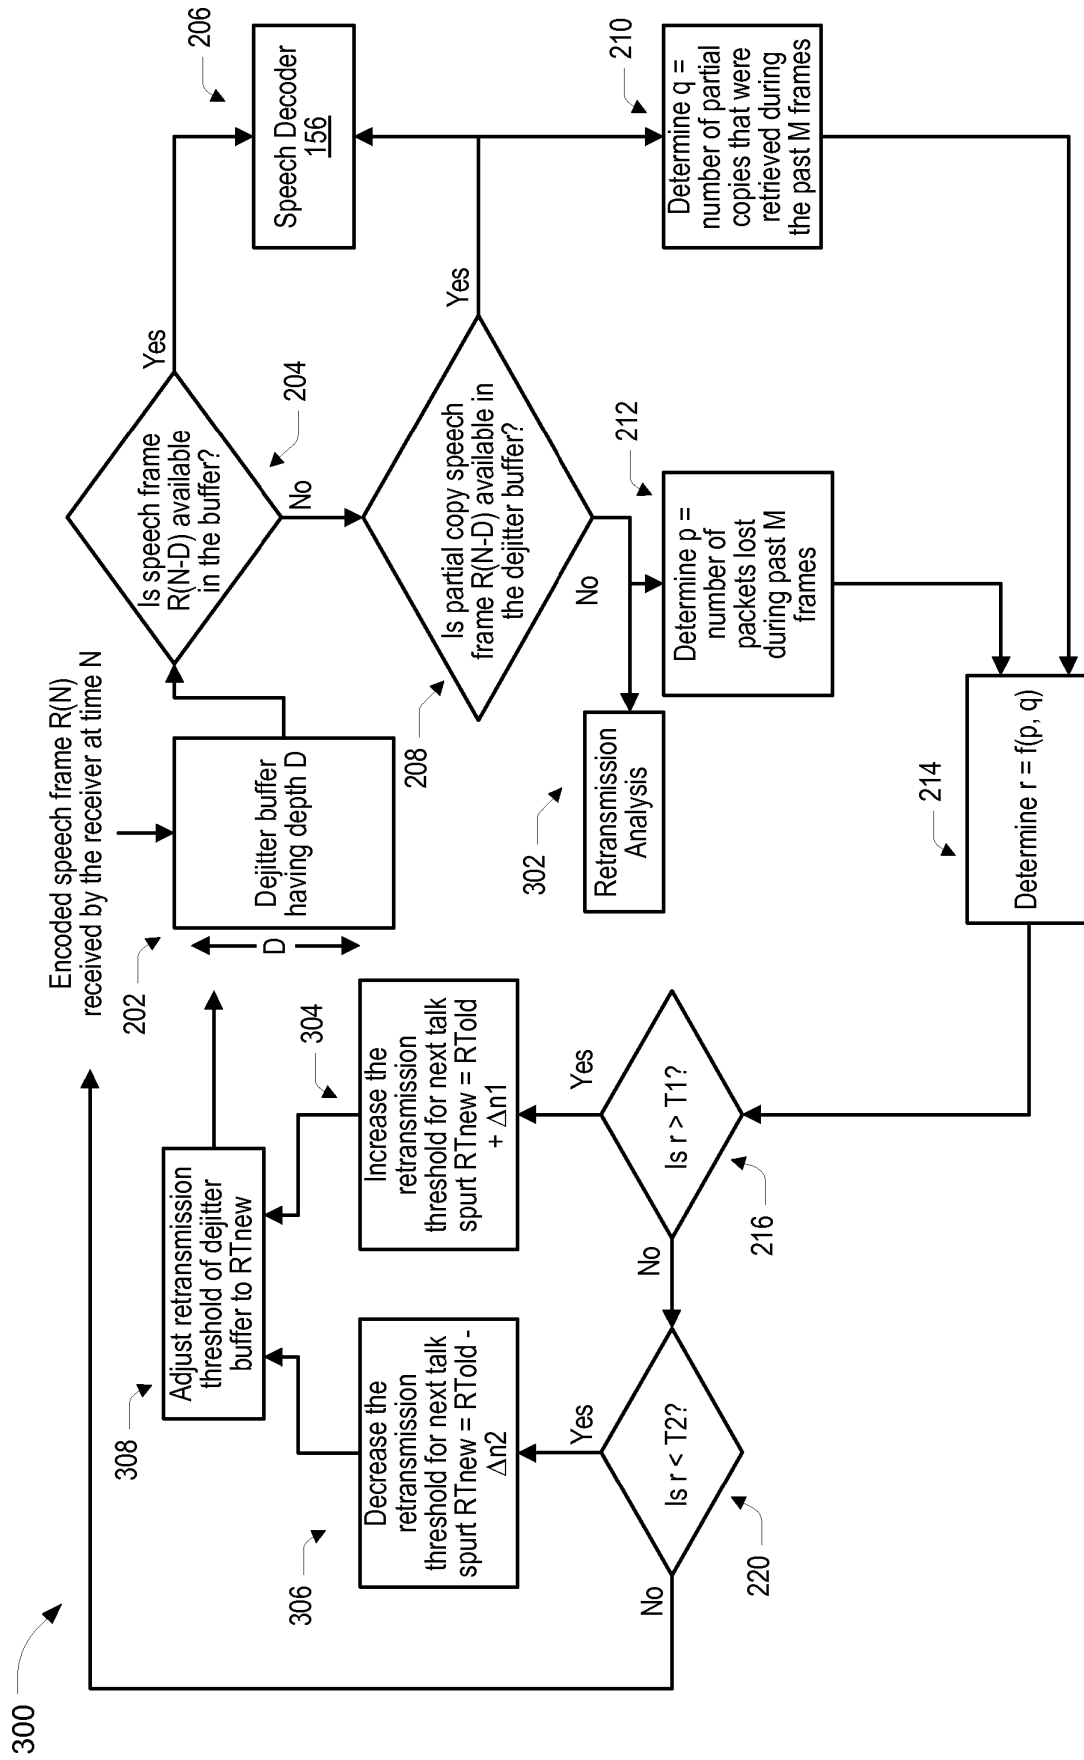 300
Encoded speech frame R(N)
received by the receiver at time N
202
D
Dejitter buffer
having depth D
Is speech frame
R(N-D) available
in the buffer?
204
Yes
No
206
Speech Decoder
156
208
Is partial copy speech
frame R(N-D) available in
the dejitter buffer?
Yes
No
210
Determine q =
number of partial
copies that were
retrieved during
the past M frames
302
Retransmission
Analysis
212
Determine p =
number of
packets lost
during past M
frames
214
Determine r = f(p, q)
216
Is r > T1?
Yes
No
304
Increase the
retransmission
threshold for next talk
spurt RTnew = RTold
+ Δn1
220
Is r < T2?
Yes
No
306
Decrease the
retransmission
threshold for next talk
spurt RTnew = RTold -
Δn2
308
Adjust retransmission
threshold of dejitter
buffer to RTnew